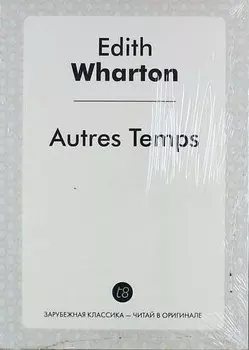 Edith
Wharton
Autres Temps
t8
ЗАРУБЕЖНАЯ КЛАССИКА — ЧИТАЙ В ОРИГИНАЛЕ